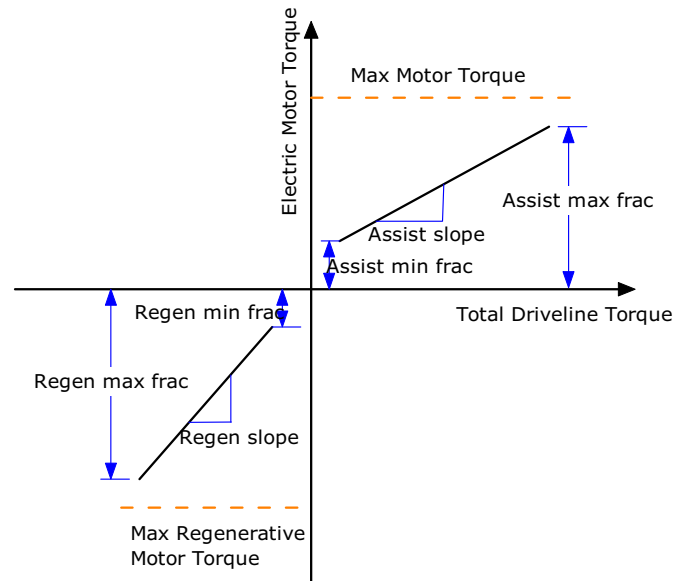 Electric Motor Torque
Max Motor Torque
Assist max frac
Assist slope
Assist min frac
Total Driveline Torque
Regen min frac
Regen max frac
Regen slope
Max Regenerative
Motor Torque